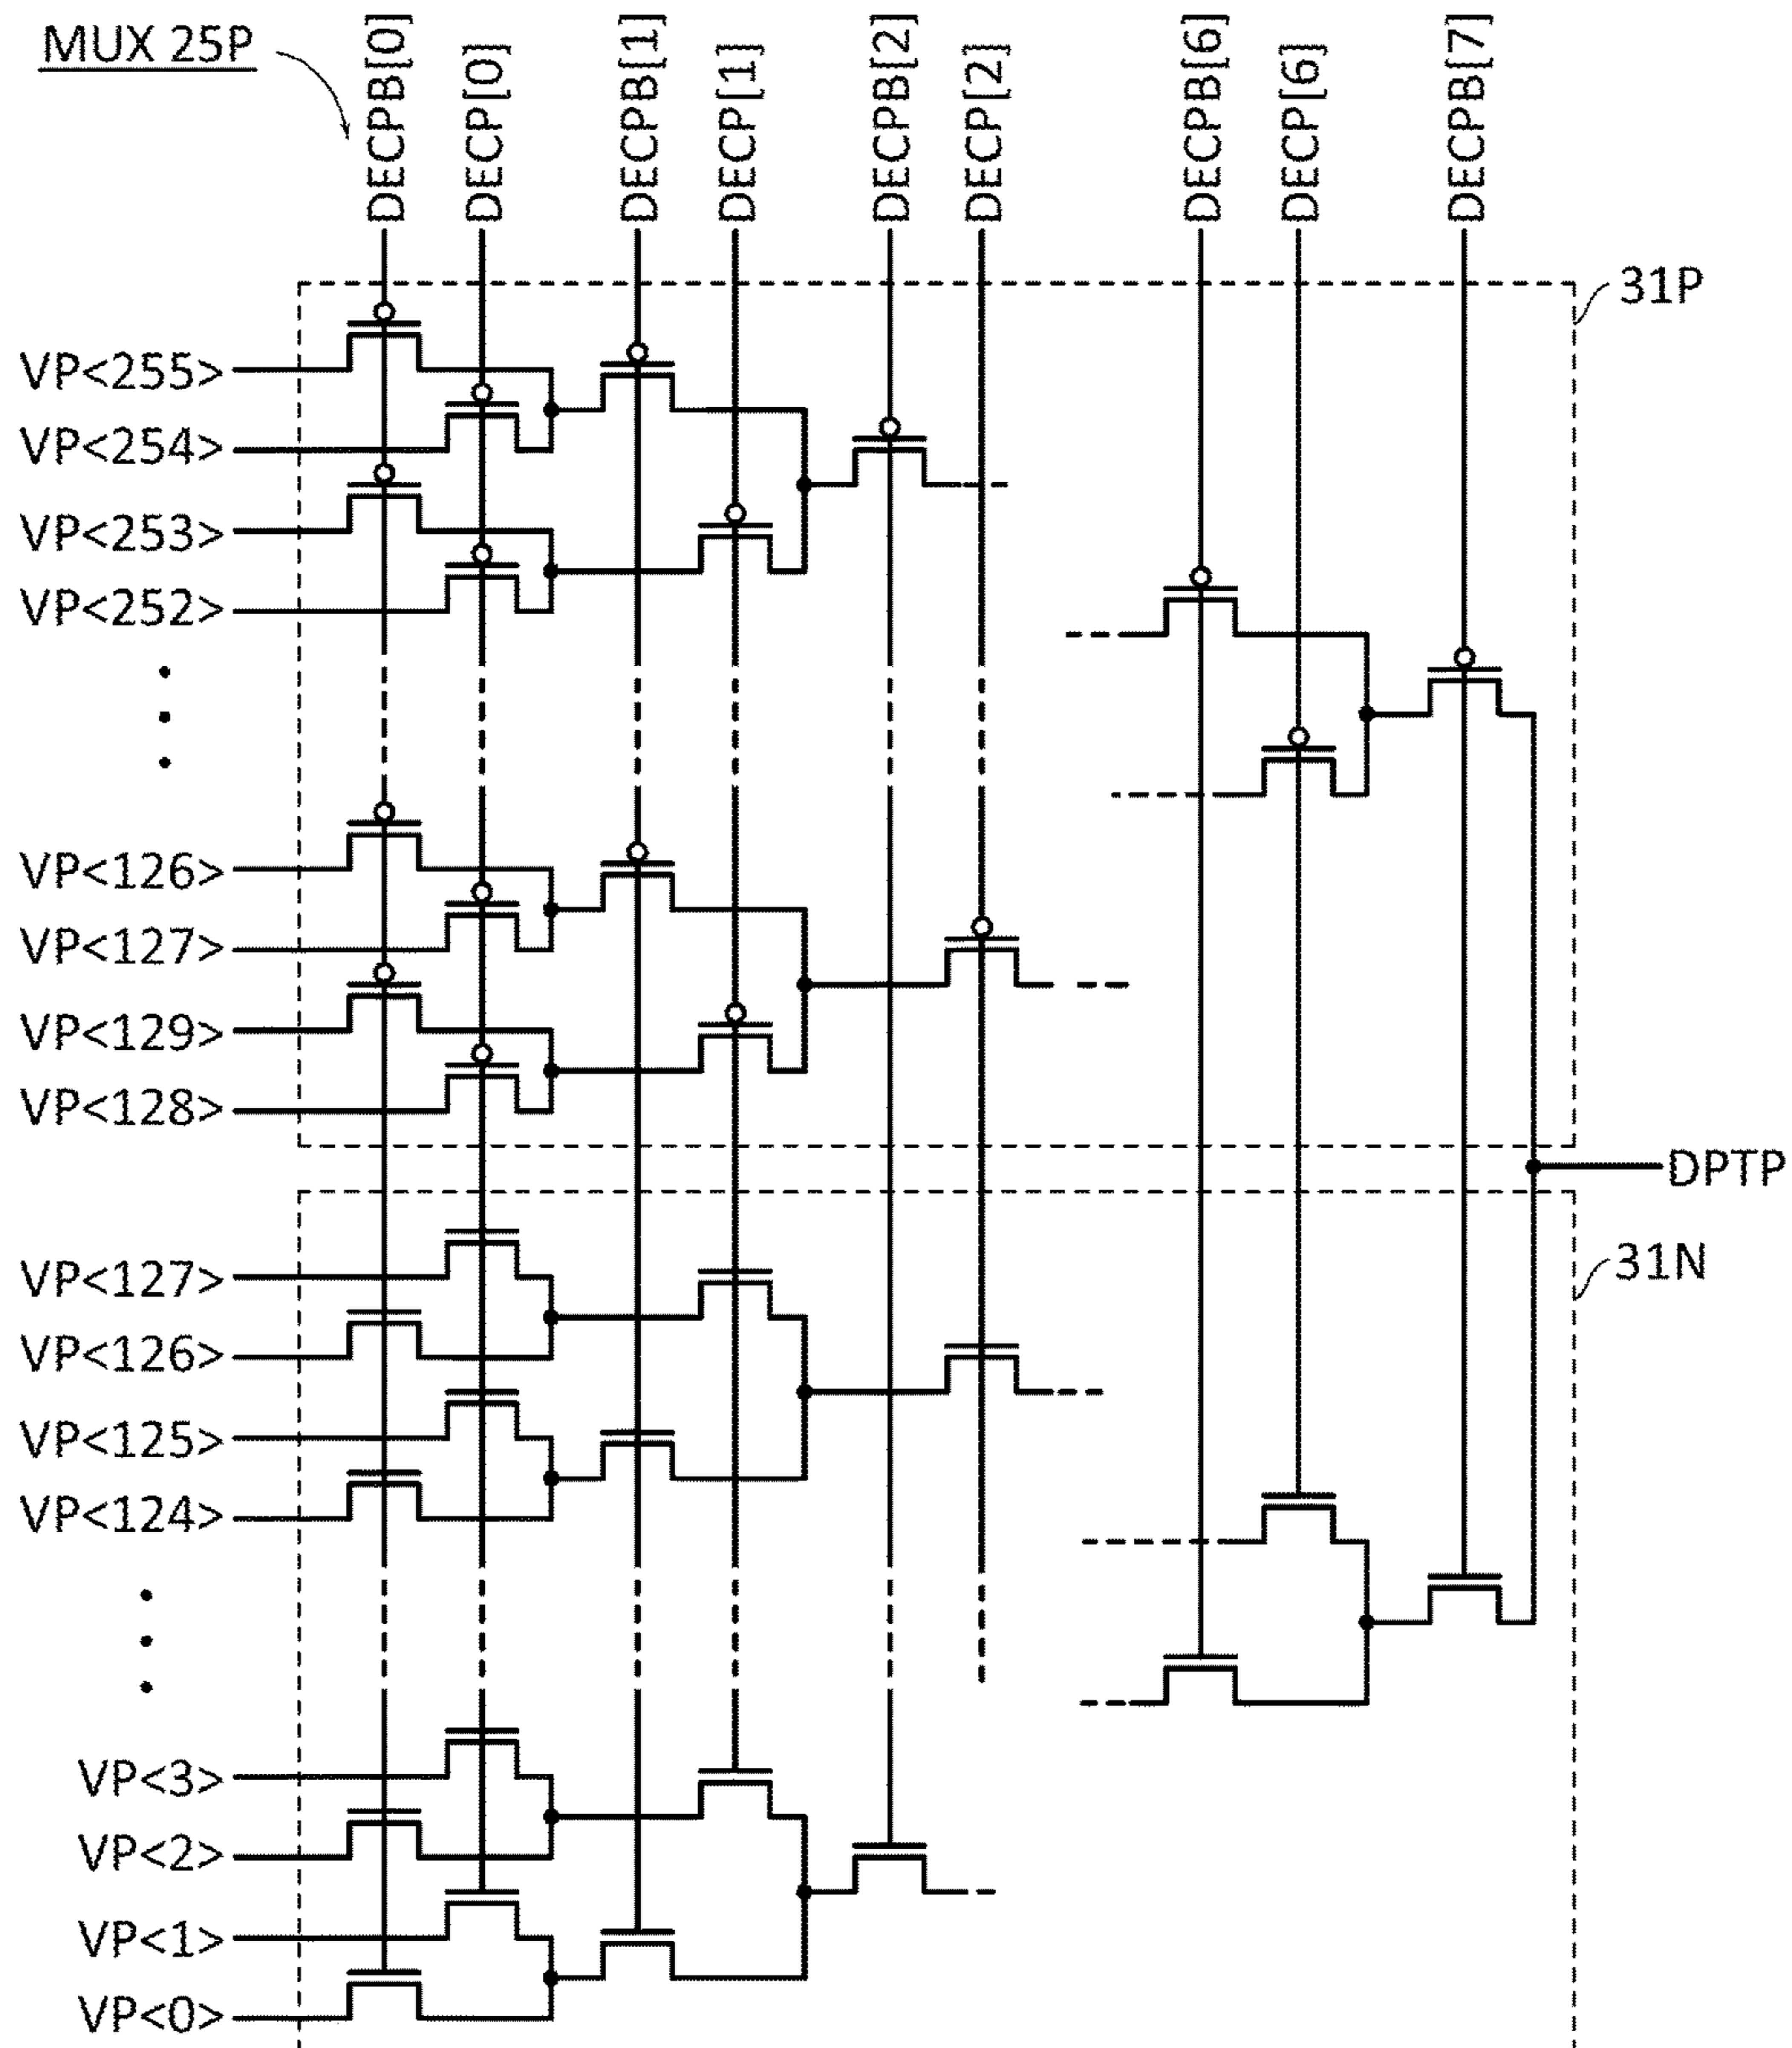 MUX 25P
DECPB[0]
DECP[0]
DECPB[1]
DECP[1]
DECPB[2]
DECP[2]
DECPB[6]
DECP[6]
DECPB[7]
31P
VP<255>
VP<254>
VP<253>
VP<252>
VP<126>
VP<127>
VP<129>
VP<128>
DPTP
31N
VP<127>
VP<126>
VP<125>
VP<124>
VP<3>
VP<2>
VP<1>
VP<0>